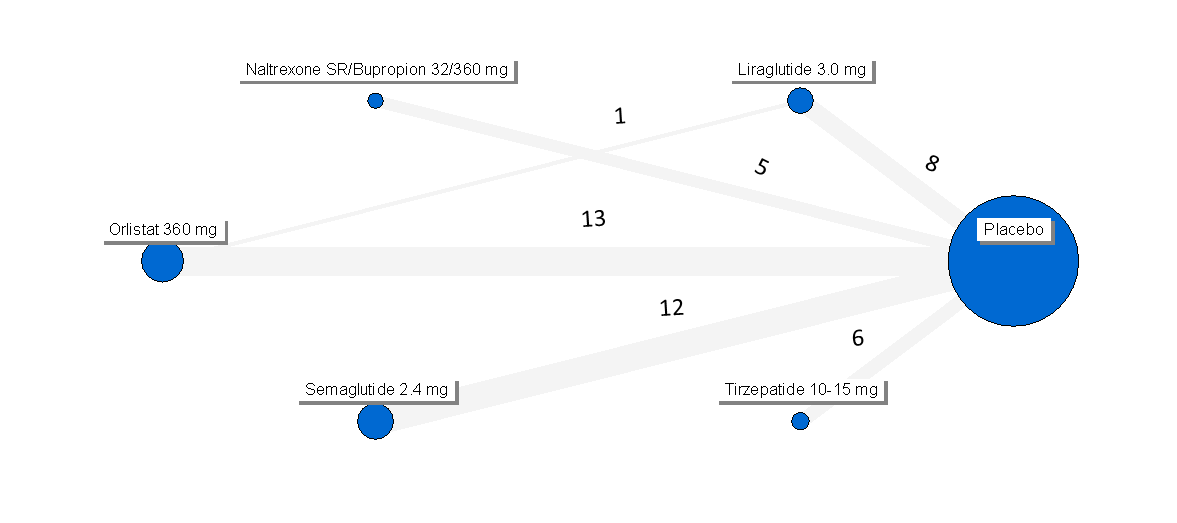 Naltrexone SR/Bupropion 32/360 mg
Liraglutide 3.0 mg
1
5
8
Orlistat 360 mg
13
Placebo
12
6
Semaglutide 2.4 mg
Tirzepatide 10-15 mg